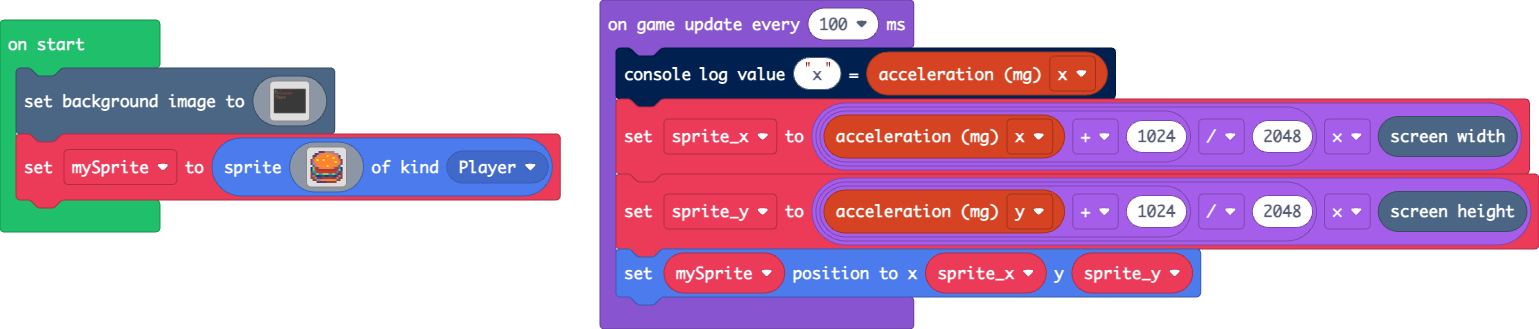 on start
set background image to
set mySprite to sprite of kind Player
on game update every 100 ms
console log value "x" = acceleration (mg) x
set sprite_x to acceleration (mg) x + 1024 / 2048 × screen width
set sprite_y to acceleration (mg) y + 1024 / 2048 × screen height
set mySprite position to x sprite_x y sprite_y